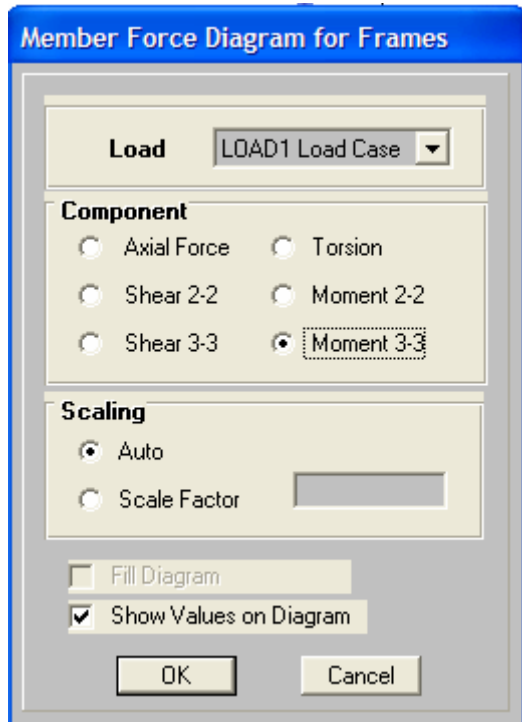 Member Force Diagram for Frames
Load LOAD1 Load Case
Component
Axial Force Torsion
Shear 2-2 Moment 2-2
Shear 3-3 Moment 3-3
Scaling
Auto
Scale Factor
Fill Diagram
Show Values on Diagram
OK Cancel